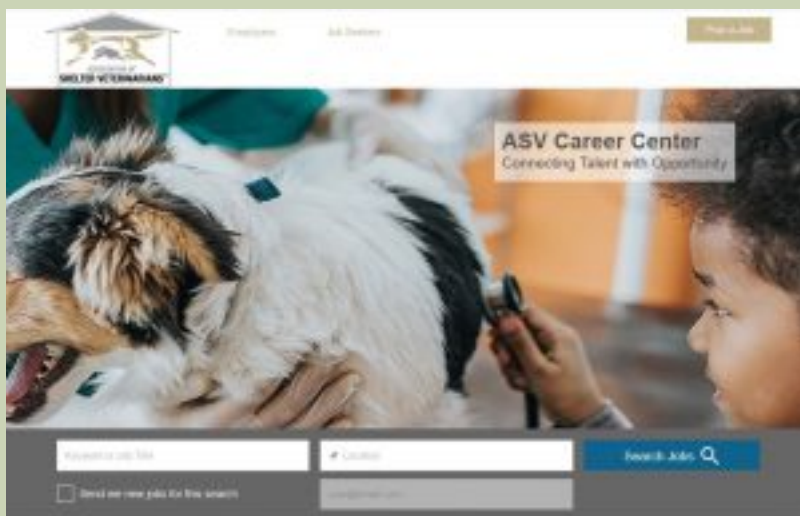 ASSOCIATION OF
SHELTER VETERINARIANS
Employers
Job Seekers
Post a Job
ASV Career Center
Connecting Talent with Opportunity
Keyword or Job Title
Location
Search Jobs
Send me new jobs for this search